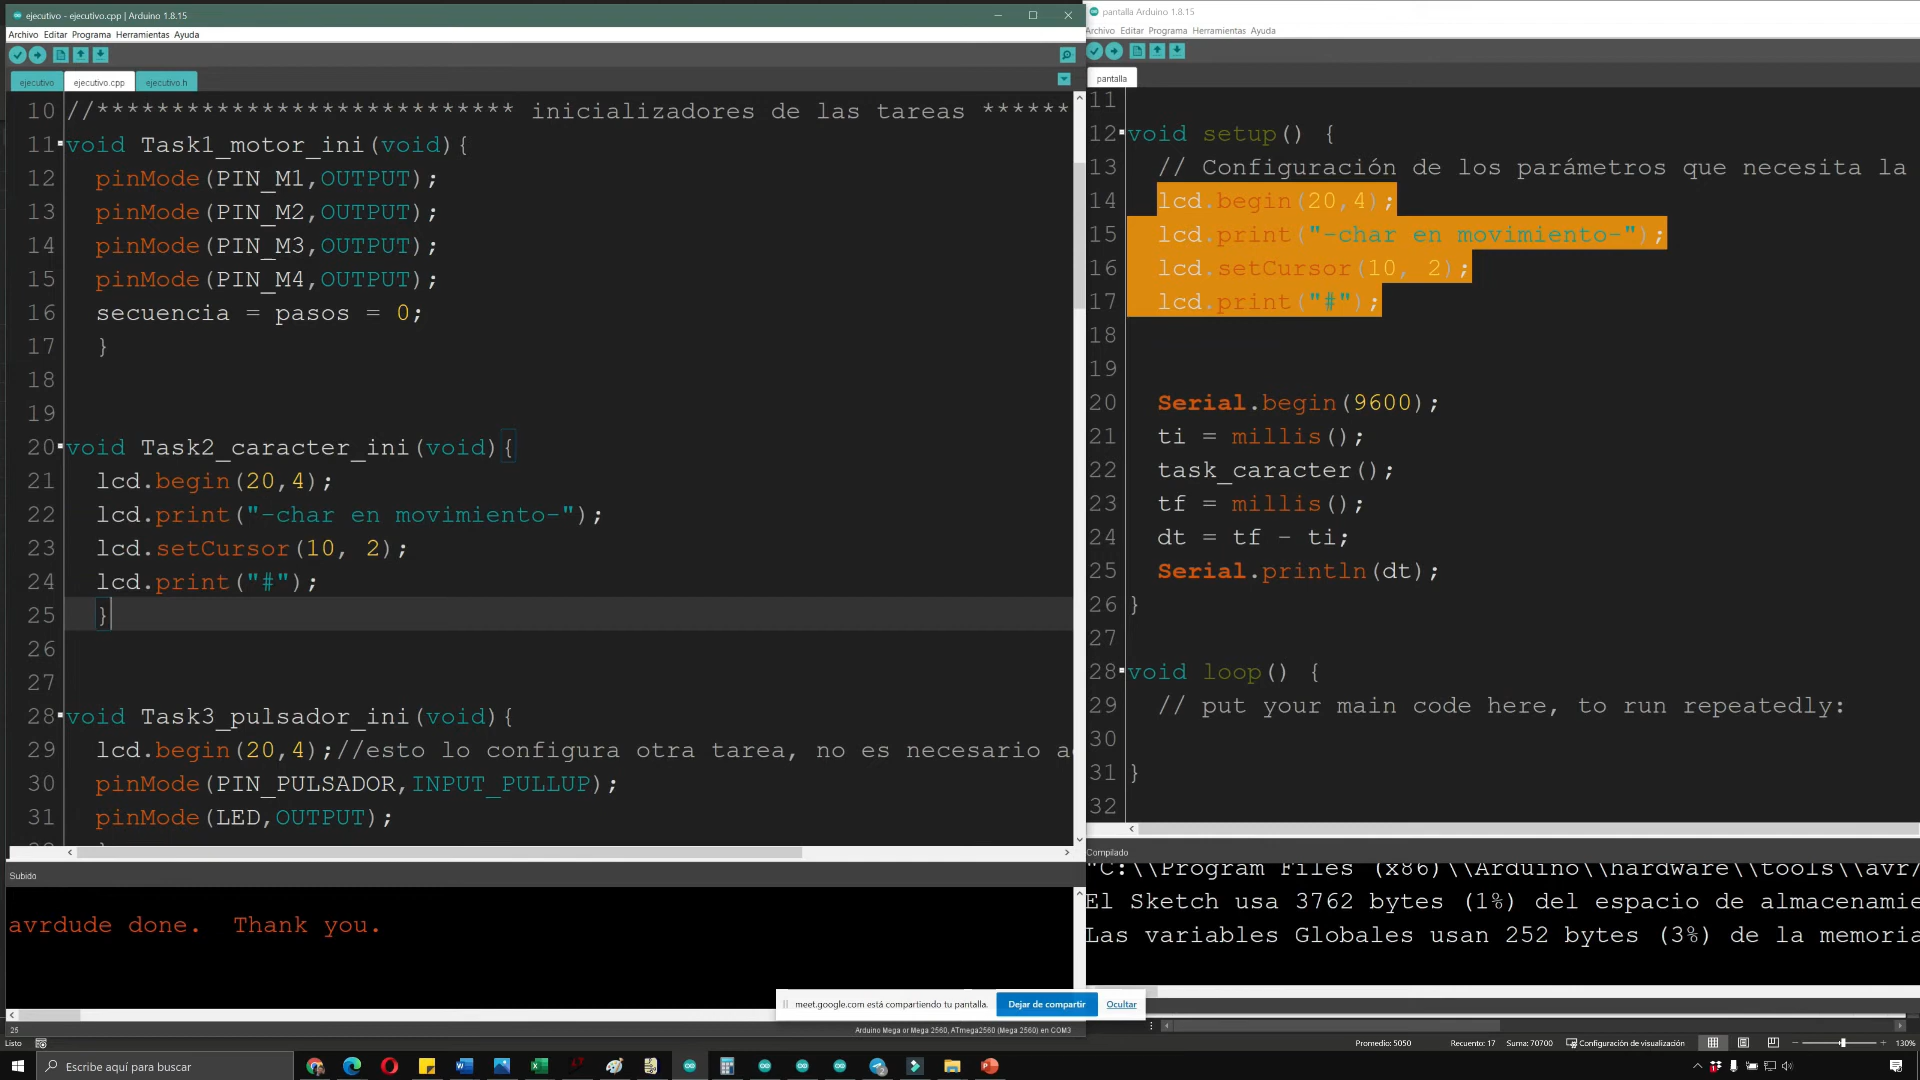 ejecutivo - ejecutivo.cpp | Arduino 1.8.15
Archivo Editar Programa Herramientas Ayuda
ejecutivo ejecutivo.cpp ejecutivo.h
10 //**************************** inicializadores de las tareas ******
11 void Task1_motor_ini(void){
12 pinMode(PIN_M1,OUTPUT);
13 pinMode(PIN_M2,OUTPUT);
14 pinMode(PIN_M3,OUTPUT);
15 pinMode(PIN_M4,OUTPUT);
16 secuencia = pasos = 0;
17 }
18
19
20 void Task2_caracter_ini(void){
21 lcd.begin(20,4);
22 lcd.print("-char en movimiento-");
23 lcd.setCursor(10, 2);
24 lcd.print("#");
25 }
26
27
28 void Task3_pulsador_ini(void){
29 lcd.begin(20,4);//esto lo configura otra tarea, no es necesario
30 pinMode(PIN_PULSADOR,INPUT_PULLUP);
31 pinMode(LED,OUTPUT);
Subido
avrdude done.  Thank you.
25
Arduino Mega or Mega 2560, ATmega2560 (Mega 2560) en COM3
pantalla Arduino 1.8.15
Archivo Editar Programa Herramientas Ayuda
pantalla
11
12 void setup() {
13 // Configuración de los parámetros que necesita la
14 lcd.begin(20,4);
15 lcd.print("-char en movimiento-");
16 lcd.setCursor(10, 2);
17 lcd.print("#");
18
19
20 Serial.begin(9600);
21 ti = millis();
22 task_caracter();
23 tf = millis();
24 dt = tf - ti;
25 Serial.println(dt);
26 }
27
28 void loop() {
29 // put your main code here, to run repeatedly:
30
31 }
32
Compilado
"C:\\Program Files (x86)\\Arduino\\hardware\\tools\\avr/
El Sketch usa 3762 bytes (1%) del espacio de almacenamie
Las variables Globales usan 252 bytes (3%) de la memoria
meet.google.com está compartiendo tu pantalla. Dejar de compartir Ocultar
Listo Promedio: 5050 Recuento: 17 Suma: 70700 Configuración de visualización 130%
Escribe aquí para buscar